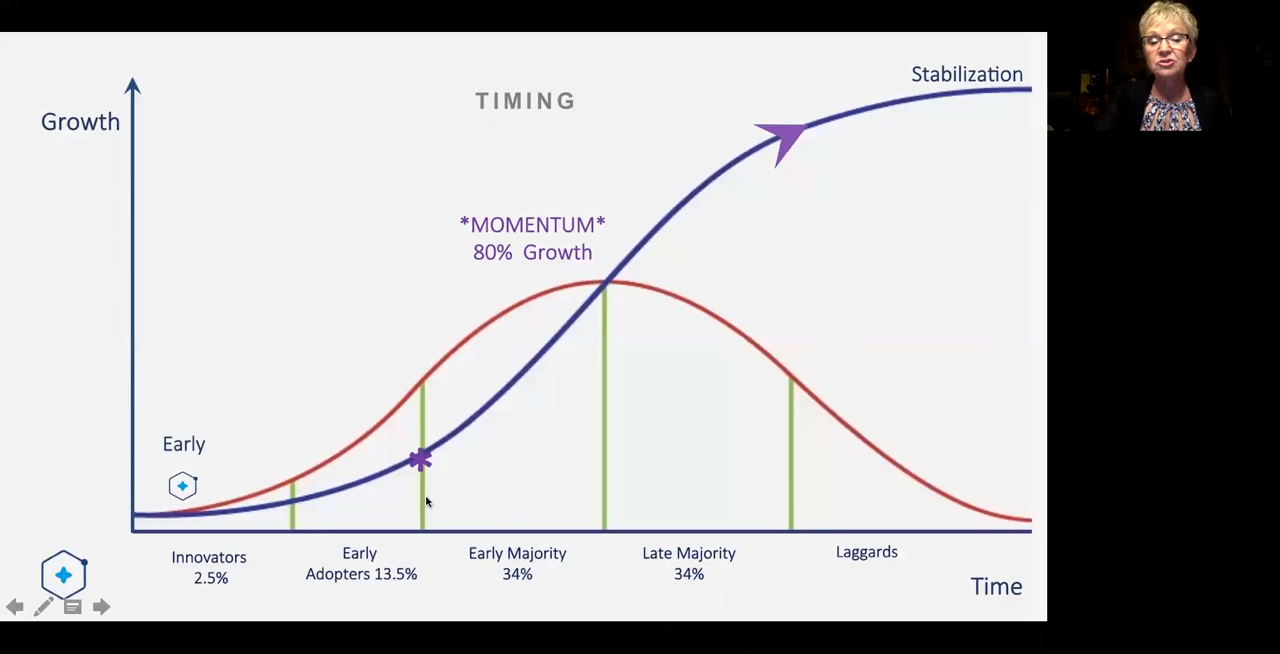 TIMING
Stabilization
Growth
*MOMENTUM*
80% Growth
Early
Innovators
2.5%
Early
Adopters 13.5%
Early Majority
34%
Late Majority
34%
Laggards
Time